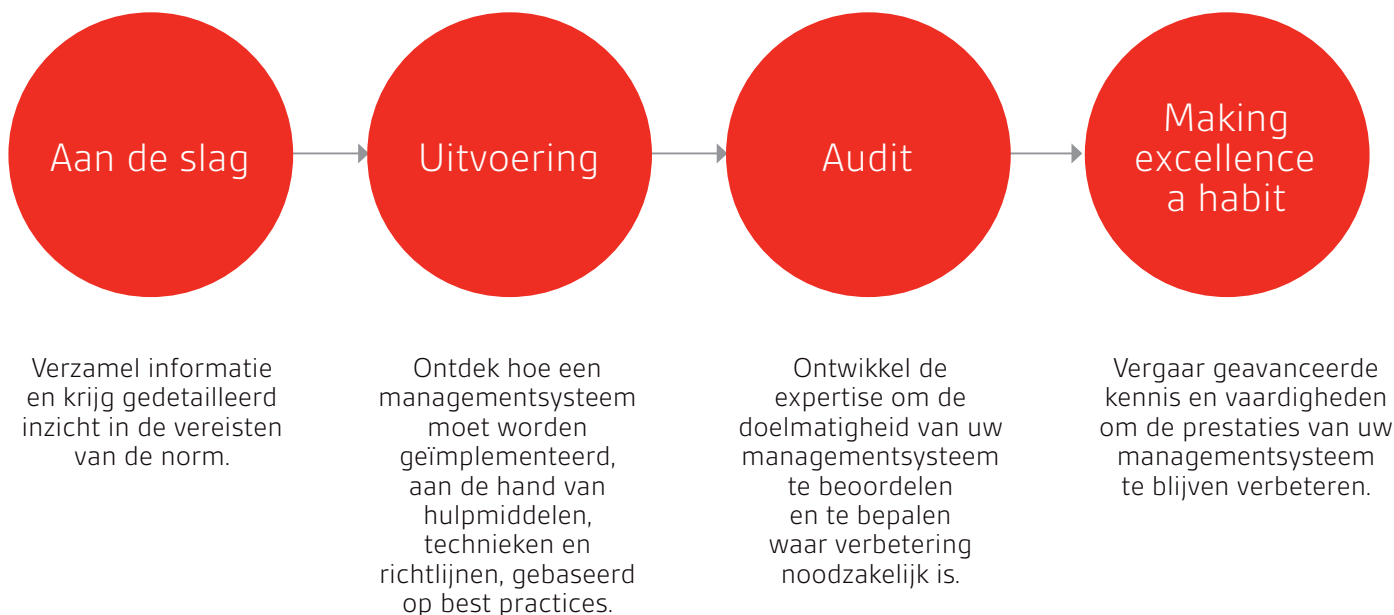 Aan de slag
Uitvoering
Audit
Making
excellence
a habit
Verzamel informatie
en krijg gedetailleerd
inzicht in de vereisten
van de norm.
Ontdek hoe een
managementsysteem
moet worden
geïmplementeerd,
aan de hand van
hulpmiddelen,
technieken en
richtlijnen, gebaseerd
op best practices.
Ontwikkel de
expertise om de
doelmatigheid van uw
managementsysteem
te beoordelen
en te bepalen
waar verbetering
noodzakelijk is.
Vergaar geavanceerde
kennis en vaardigheden
om de prestaties van uw
managementsysteem
te blijven verbeteren.